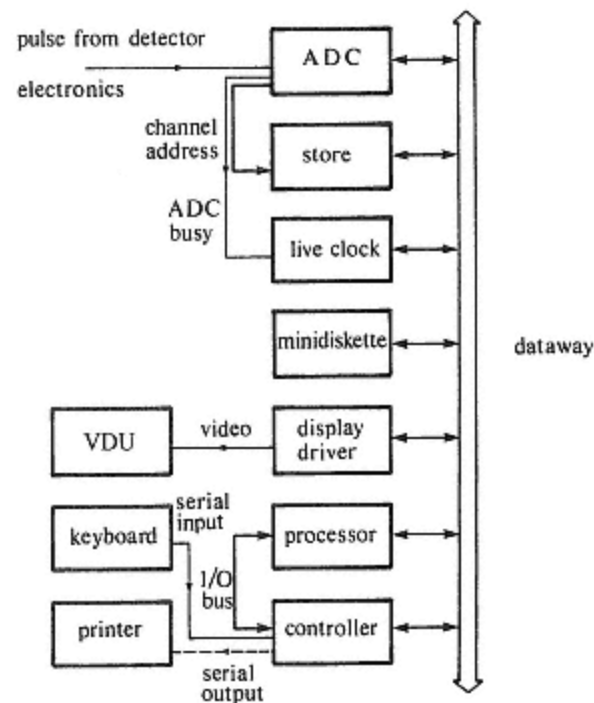 pulse from detector
electronics
ADC
channel
address
store
ADC
busy
live clock
minidiskette
dataway
VDU
video
display
driver
serial
input
keyboard
processor
I/O
bus
printer
controller
serial
output